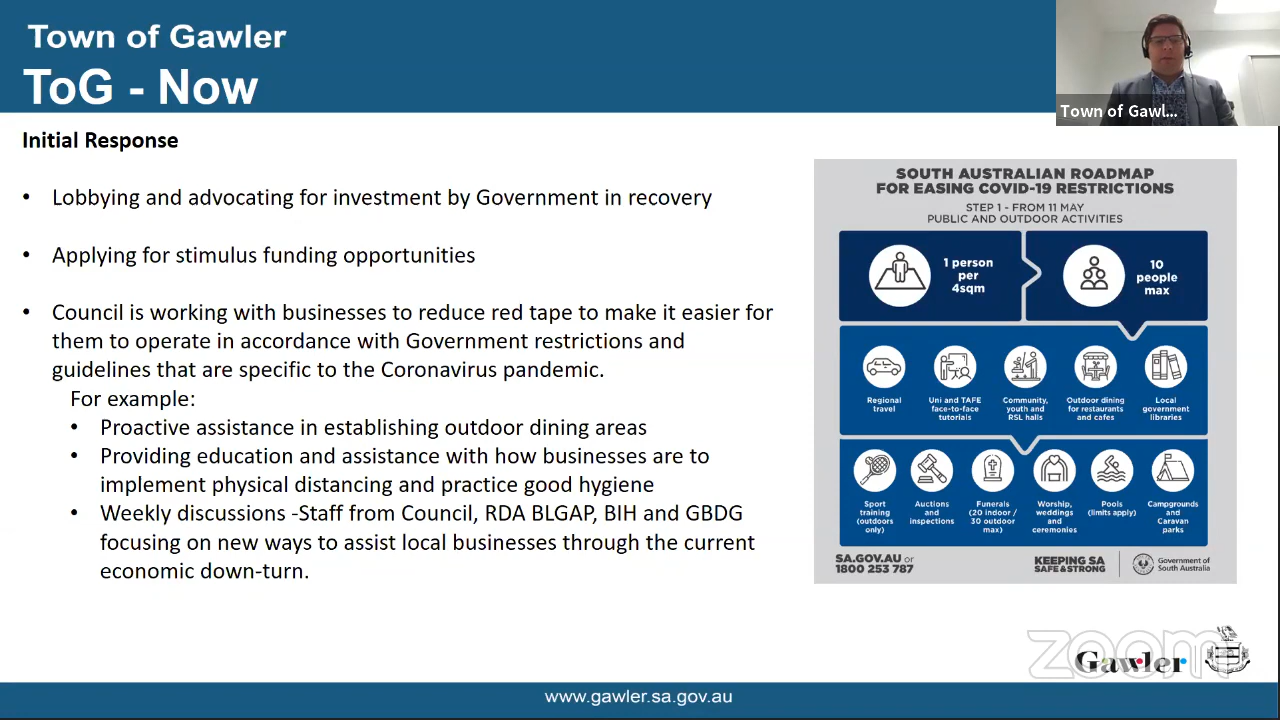 Town of Gawler
ToG - Now
Town of Gawl...
Initial Response
• Lobbying and advocating for investment by Government in recovery
• Applying for stimulus funding opportunities
• Council is working with businesses to reduce red tape to make it easier for
them to operate in accordance with Government restrictions and
guidelines that are specific to the Coronavirus pandemic.
For example:
• Proactive assistance in establishing outdoor dining areas
• Providing education and assistance with how businesses are to
implement physical distancing and practice good hygiene
• Weekly discussions -Staff from Council, RDA BLGAP, BIH and GBDG
focusing on new ways to assist local businesses through the current
economic down-turn.
SOUTH AUSTRALIAN ROADMAP
FOR EASING COVID-19 RESTRICTIONS
STEP 1 - FROM 11 MAY
PUBLIC AND OUTDOOR ACTIVITIES
1 person
per
4sqm
10
people
max
Regional
travel
Uni and TAFE
face-to-face
tutorials
Community,
youth and
RSL halls
Outdoor dining
for restaurants
and cafes
Local
government
libraries
Sport
training
(outdoors
only)
Auctions
and
inspections
Funerals
(20 indoor /
30 outdoor
max)
Worship,
weddings
and
ceremonies
Pools
(limits apply)
Campgrounds
and
Caravan
parks
SA.GOV.AU or
1800 253 787
KEEPING SA
SAFE & STRONG
Government of
South Australia
zoom
Gawler
www.gawler.sa.gov.au